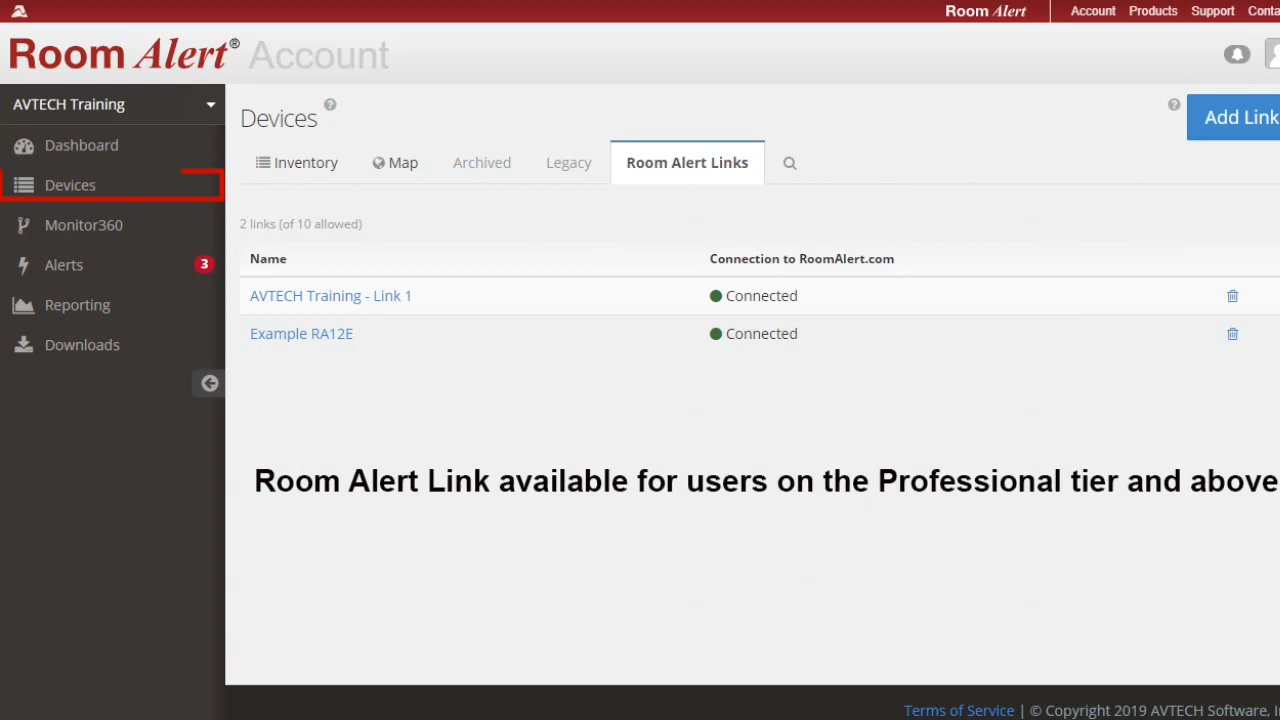 Room Alert
Account Products Support
Room Alert® Account
AVTECH Training
Dashboard
Devices
Monitor360
Alerts 3
Reporting
Downloads
Devices ?
? Add Link
Inventory Map Archived Legacy Room Alert Links
2 links (of 10 allowed)
Name Connection to RoomAlert.com
AVTECH Training - Link 1 Connected
Example RA12E Connected
Room Alert Link available for users on the Professional tier and above
Terms of Service | © Copyright 2019 AVTECH Software,